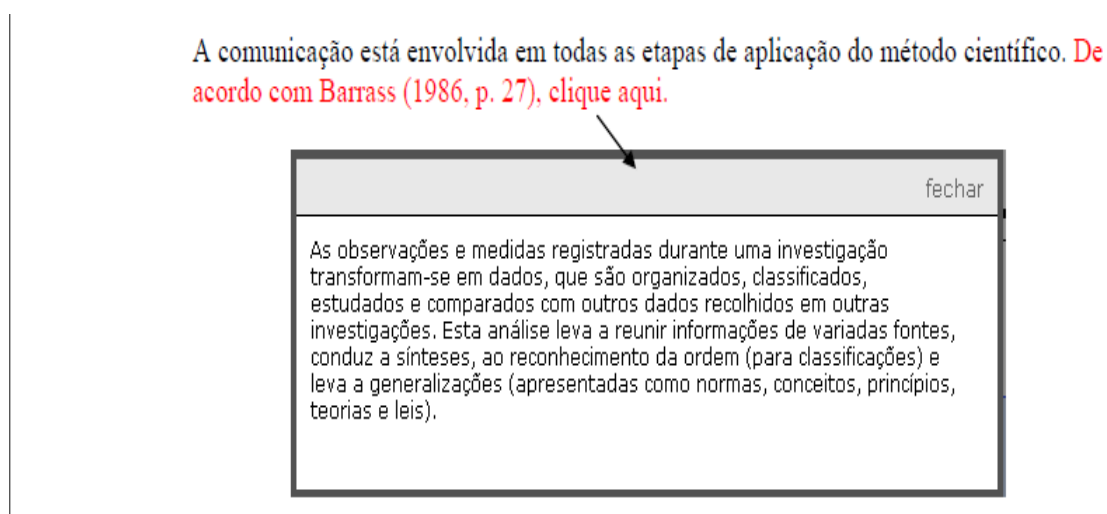 A comunicação está envolvida em todas as etapas de aplicação do método científico. De
acordo com Barrass (1986, p. 27), clique aqui.
fechar
As observações e medidas registradas durante uma investigação
transformam-se em dados, que são organizados, classificados,
estudados e comparados com outros dados recolhidos em outras
investigações. Esta análise leva a reunir informações de variadas fontes,
conduz a sínteses, ao reconhecimento da ordem (para classificações) e
leva a generalizações (apresentadas como normas, conceitos, princípios,
teorias e leis).